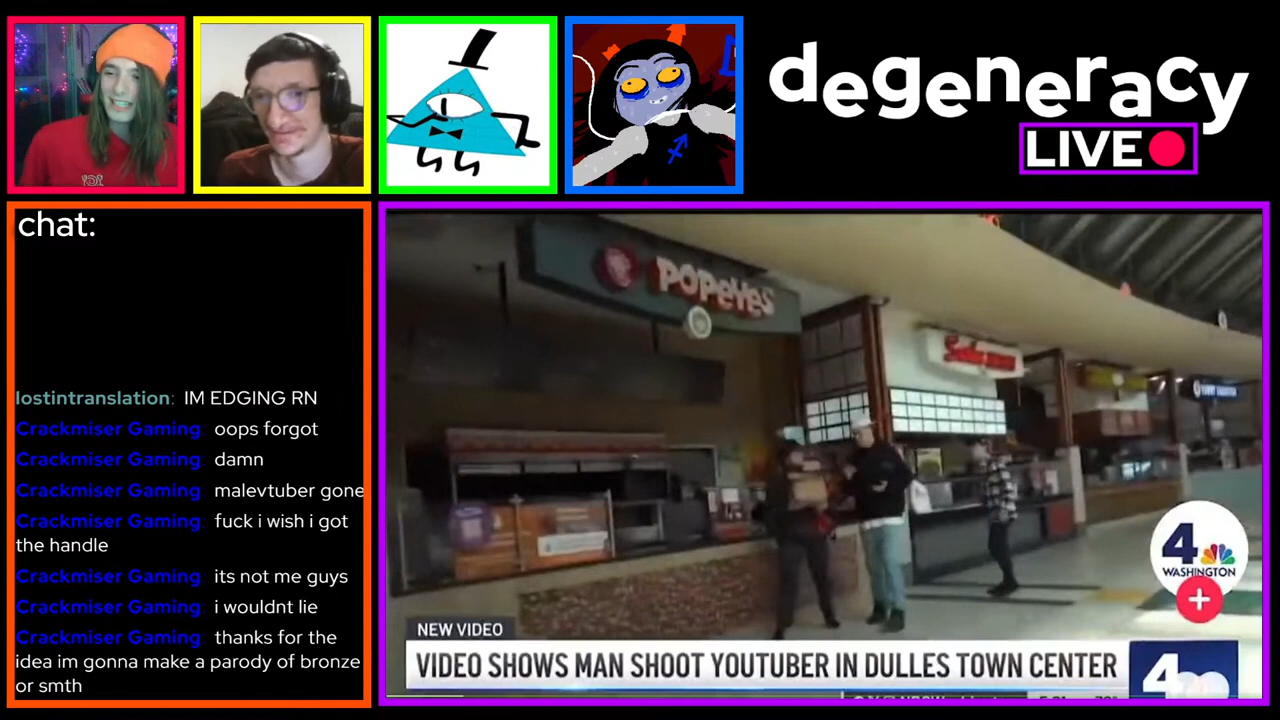 degeneracy
LIVE
chat:
lostintranslation: IM EDGING RN
Crackmiser Gaming: oops forgot
Crackmiser Gaming: damn
Crackmiser Gaming: malevtuber gone
Crackmiser Gaming: fuck i wish i got
the handle
Crackmiser Gaming: its not me guys
Crackmiser Gaming: i wouldnt lie
Crackmiser Gaming: thanks for the
idea im gonna make a parody of bronze
or smth
POPEYES
4
WASHINGTON
NEW VIDEO
VIDEO SHOWS MAN SHOOT YOUTUBER IN DULLES TOWN CENTER
4